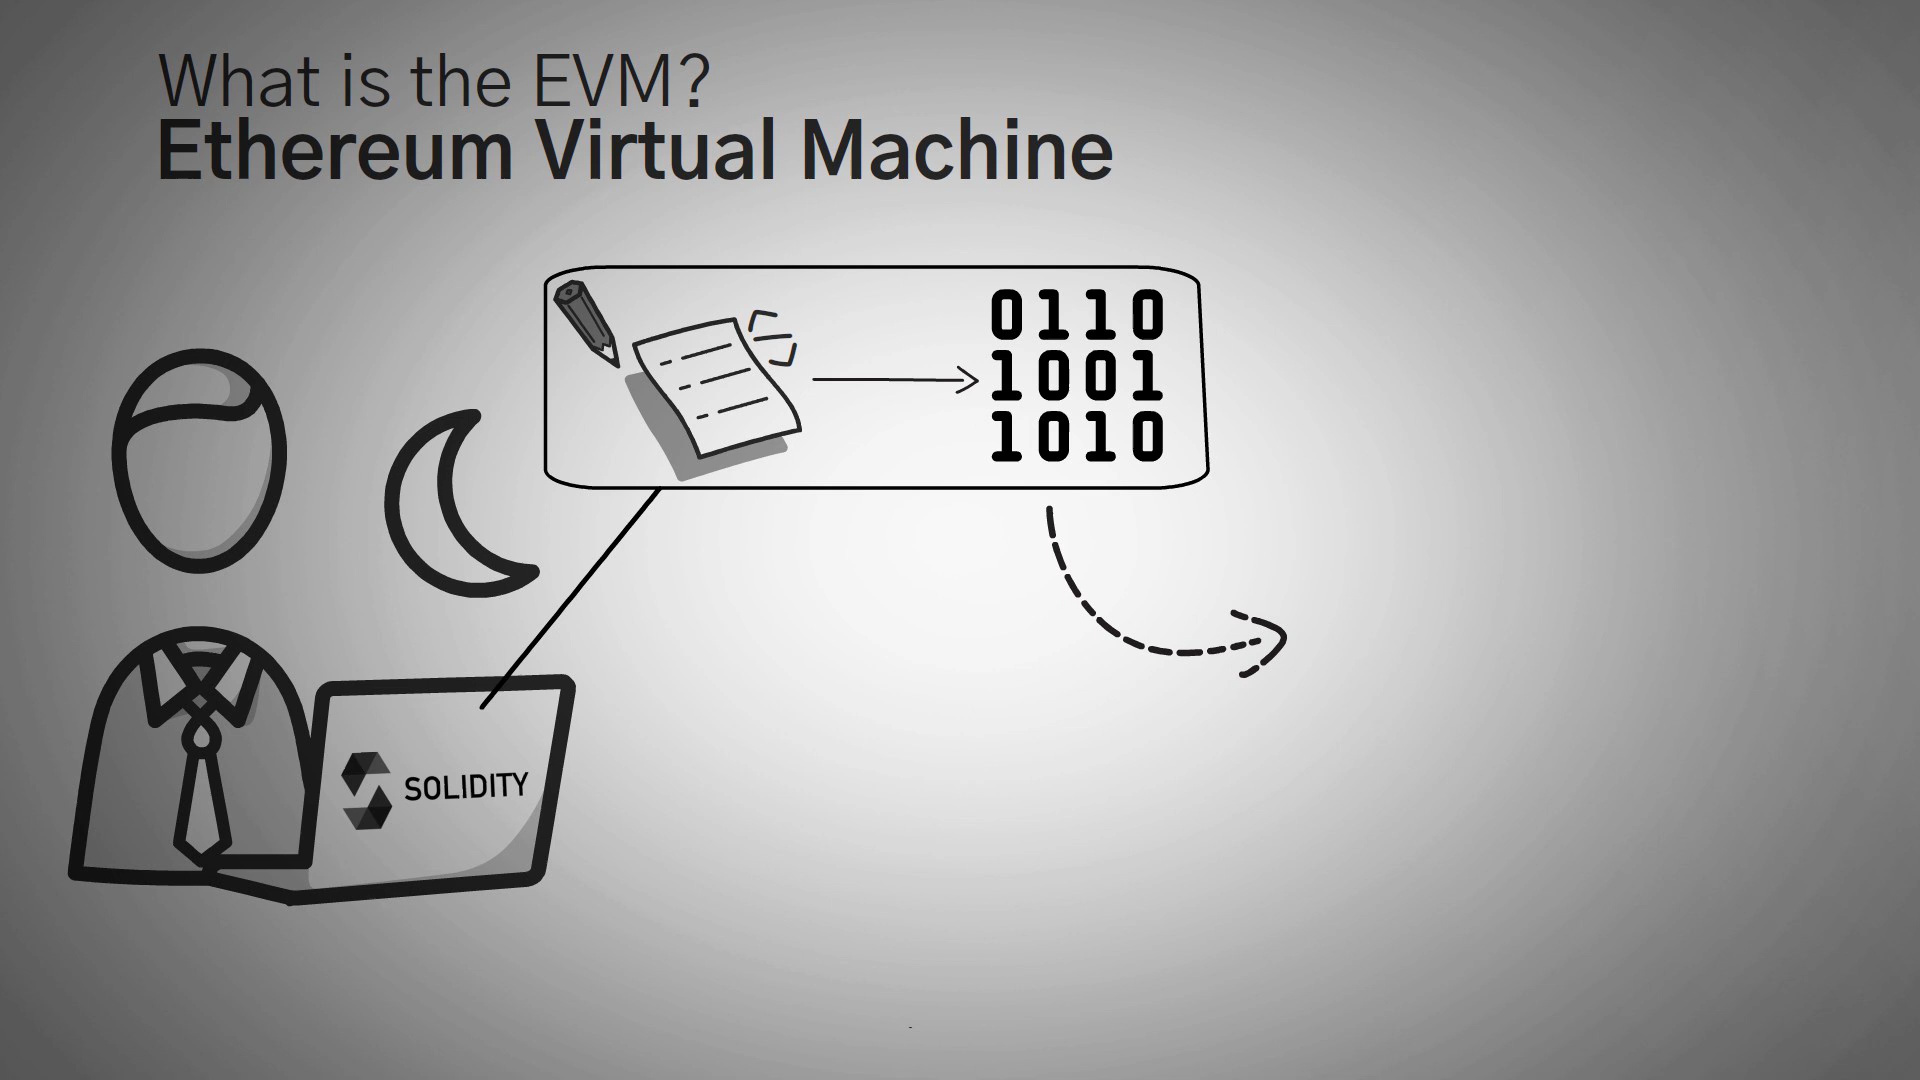 What is the EVM?
Ethereum Virtual Machine
0110
1001
1010
SOLIDITY